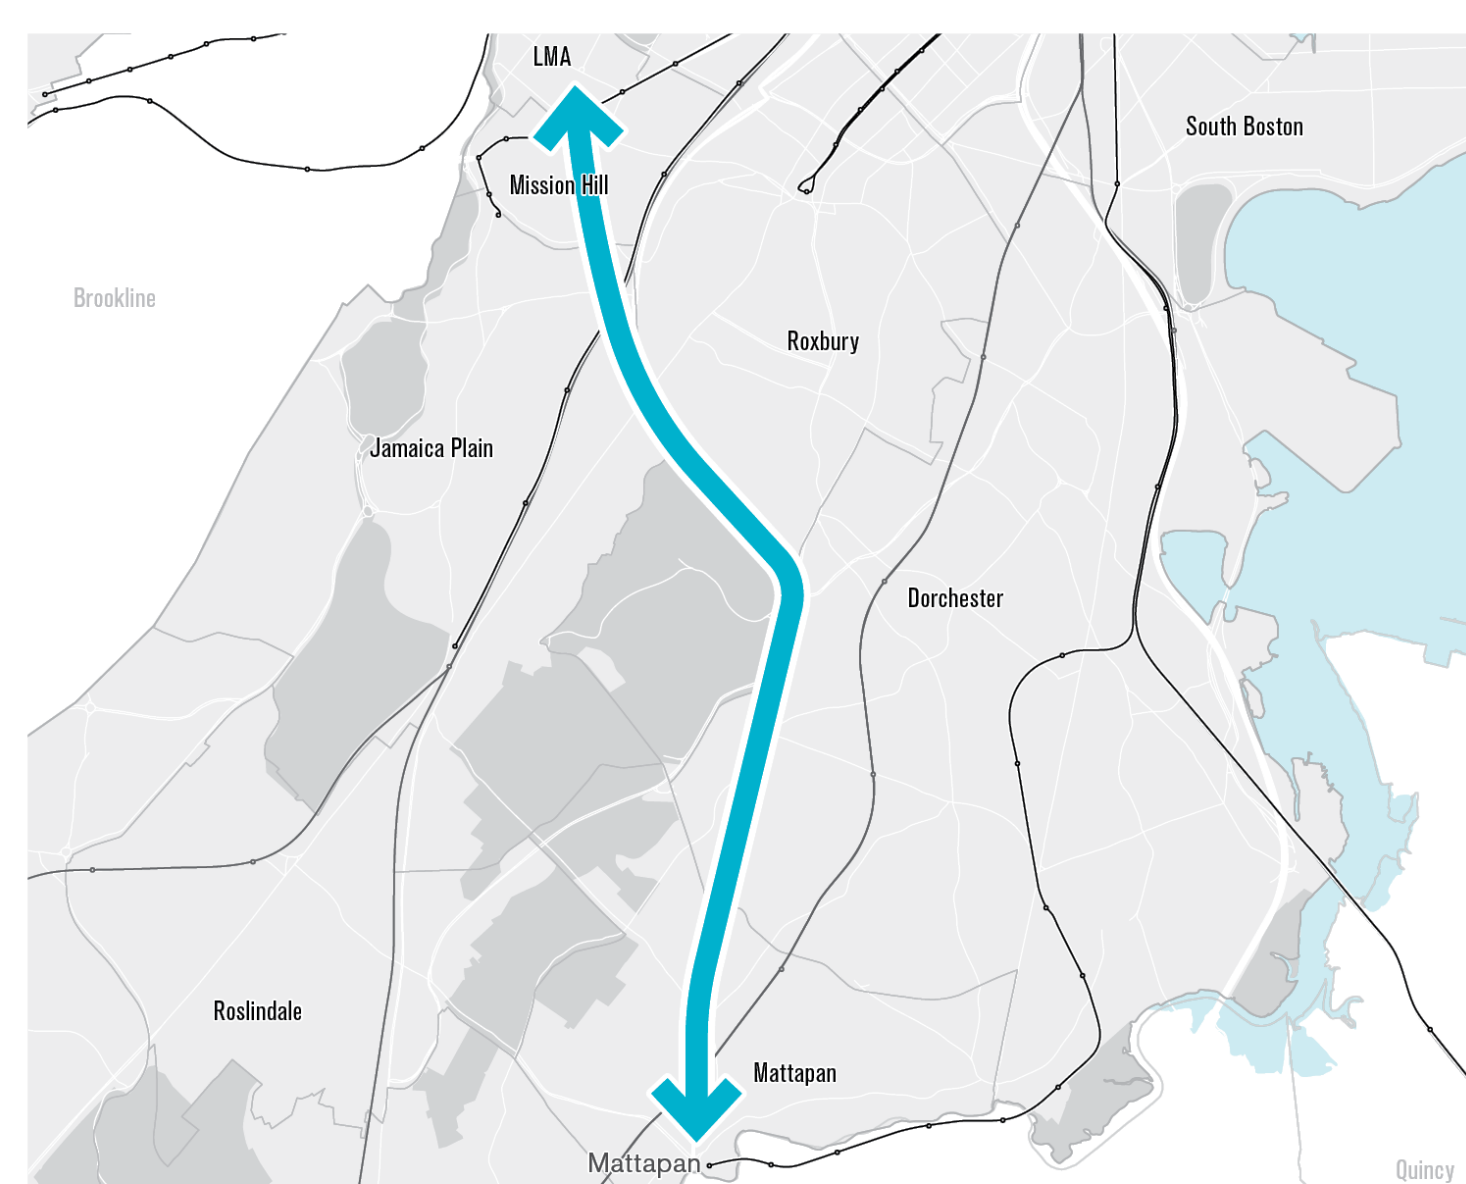 LMA
South Boston
Mission Hill
Brookline
Roxbury
Jamaica Plain
Dorchester
Roslindale
Mattapan
Mattapan
Quincy